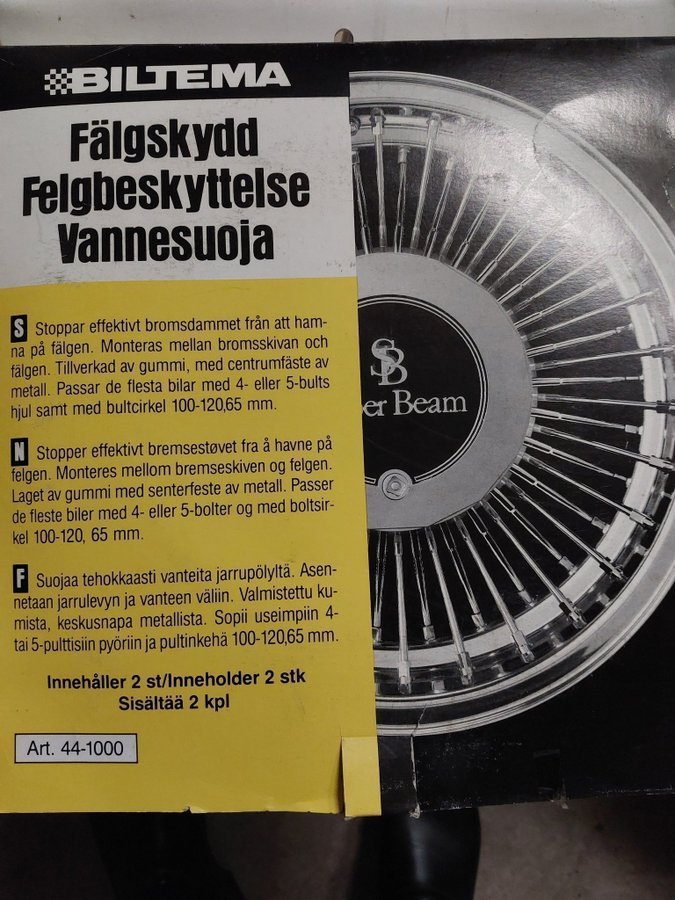 BILTEMA
Fälgskydd
Felgbeskyttelse
Vannesuoja
S Stoppar effektivt bromsdammet från att ham-
na på fälgen. Monteras mellan bromsskivan och
fälgen. Tillverkad av gummi, med centrumfäste av
metall. Passar de flesta bilar med 4- eller 5-bults
hjul samt med bultcirkel 100-120,65 mm.
N Stopper effektivt bremsestøvet fra å havne på
felgen. Monteres mellom bremseskiven og felgen.
Laget av gummi med senterfeste av metall. Passer
de fleste biler med 4- eller 5-bolter og med boltsir-
kel 100-120, 65 mm.
F Suojaa tehokkaasti vanteita jarrupölyltä. Asen-
netaan jarrulevyn ja vanteen väliin. Valmistettu ku-
mista, keskusnapa metallista. Sopii useimpiin 4-
tai 5-pulttisiin pyöriin ja pultinkehä 100-120,65 mm.
Innehåller 2 st/Inneholder 2 stk
Sisältää 2 kpl
Art. 44-1000
SB
per Beam